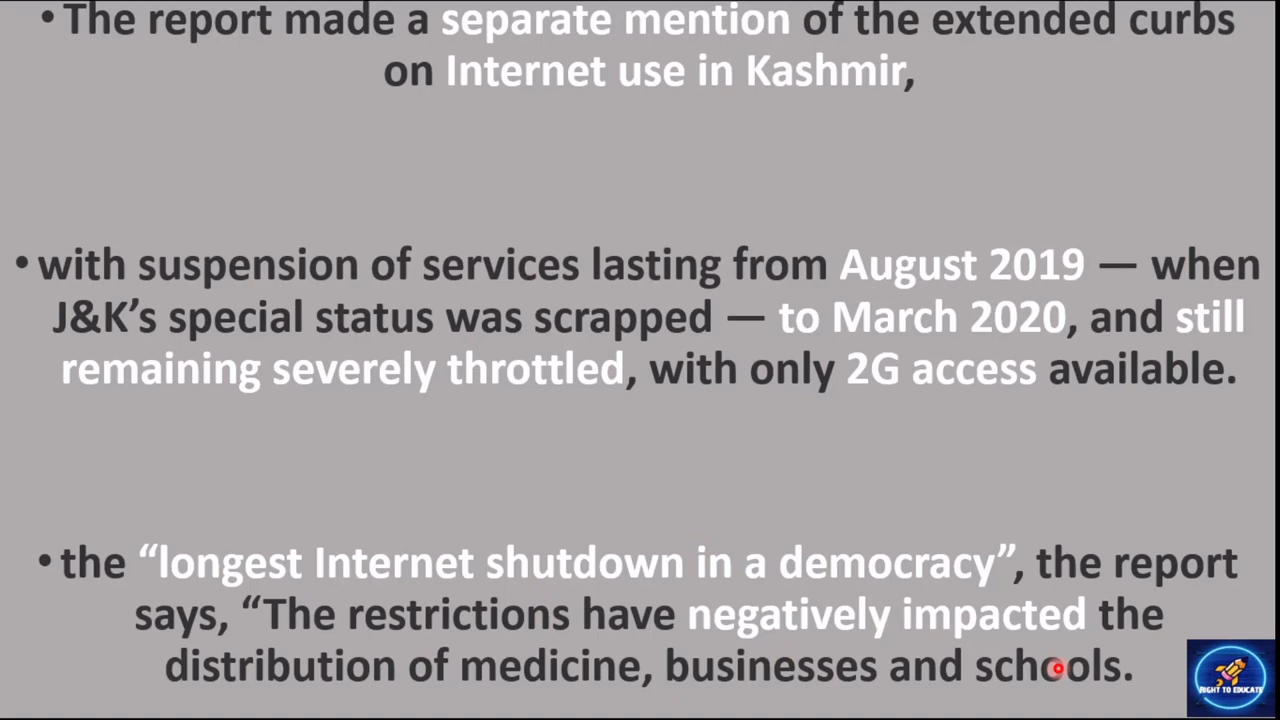 •The report made a separate mention of the extended curbs
on Internet use in Kashmir,
•with suspension of services lasting from August 2019 — when
J&K’s special status was scrapped — to March 2020, and still
remaining severely throttled, with only 2G access available.
•the “longest Internet shutdown in a democracy”, the report
says, “The restrictions have negatively impacted the
distribution of medicine, businesses and schools.
RIGHT TO EDUCATE